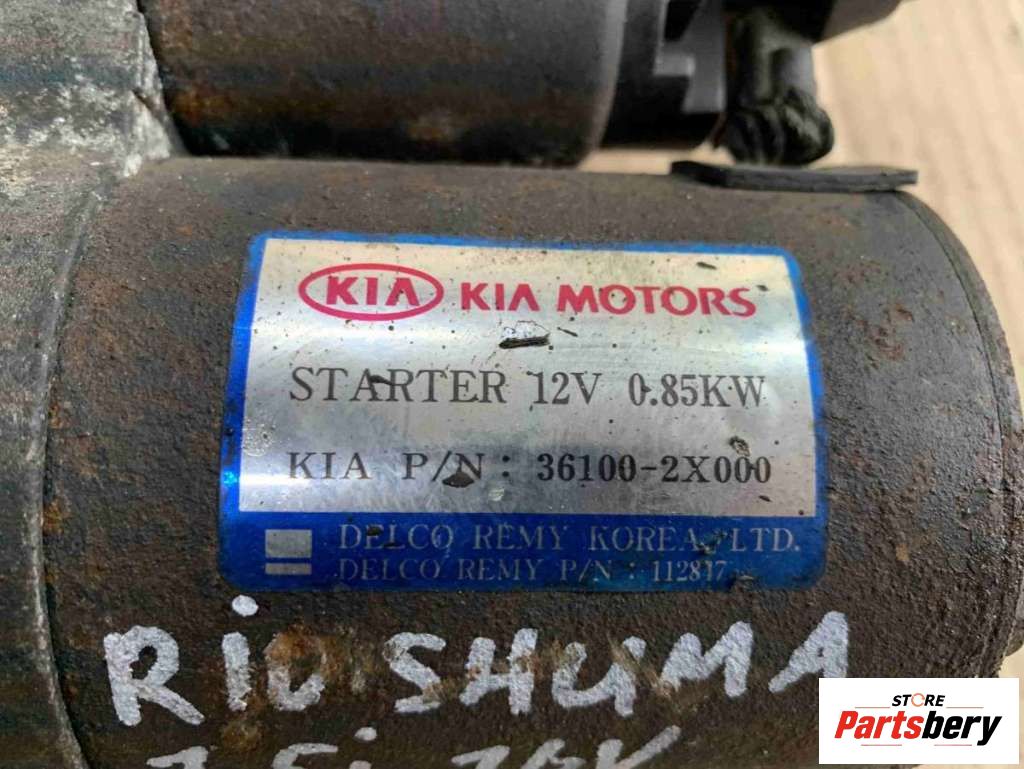 KIA KIA MOTORS
STARTER 12V 0.85KW
KIA P/N: 36100-2X000
DELCO REMY KOREA., LTD.
DELCO REMY P/N: 112817
RIO SHUMA
STORE
Partsbery